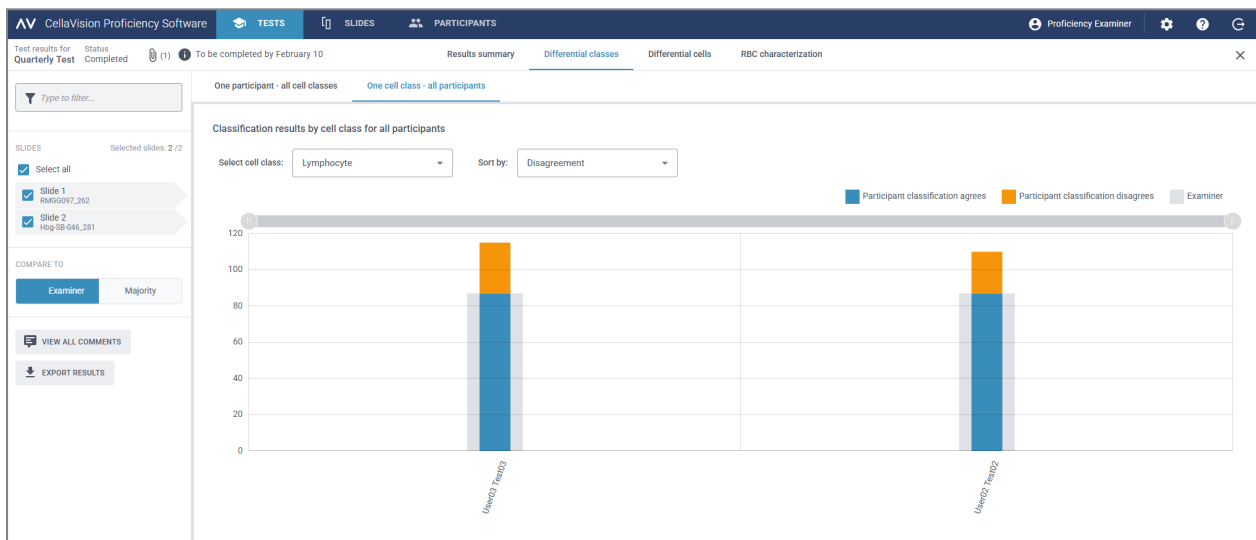 CellaVision Proficiency Software
TESTS
SLIDES
PARTICIPANTS
Proficiency Examiner
Test results for
Quarterly Test
Status
Completed
(1)
To be completed by February 10
Results summary
Differential classes
Differential cells
RBC characterization
Type to filter...
SLIDES
Selected slides: 2 /2
Select all
Slide 1
RMGG097_262
Slide 2
Hbg-SB-046_281
COMPARE TO
Examiner
Majority
VIEW ALL COMMENTS
EXPORT RESULTS
One participant - all cell classes
One cell class - all participants
Classification results by cell class for all participants
Select cell class:
Lymphocyte
Sort by:
Disagreement
Participant classification agrees
Participant classification disagrees
Examiner
120
100
80
60
40
20
0
User03 Test03
User02 Test02